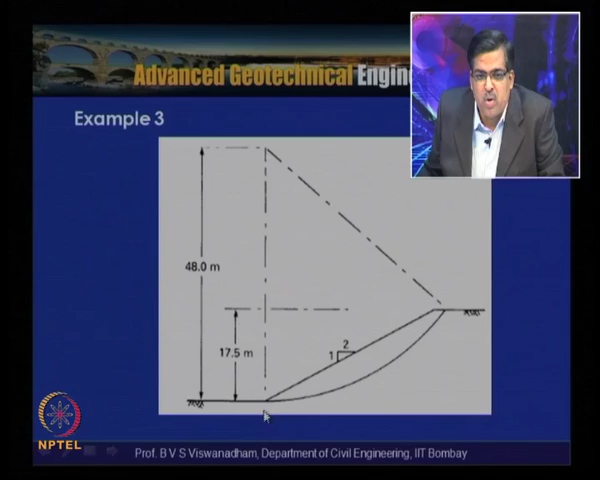 Advanced Geotechnical Engi
Example 3
48.0 m
17.5 m
1
2
NPTEL
Prof. B V S Viswanadham, Department of Civil Engineering, IIT Bombay